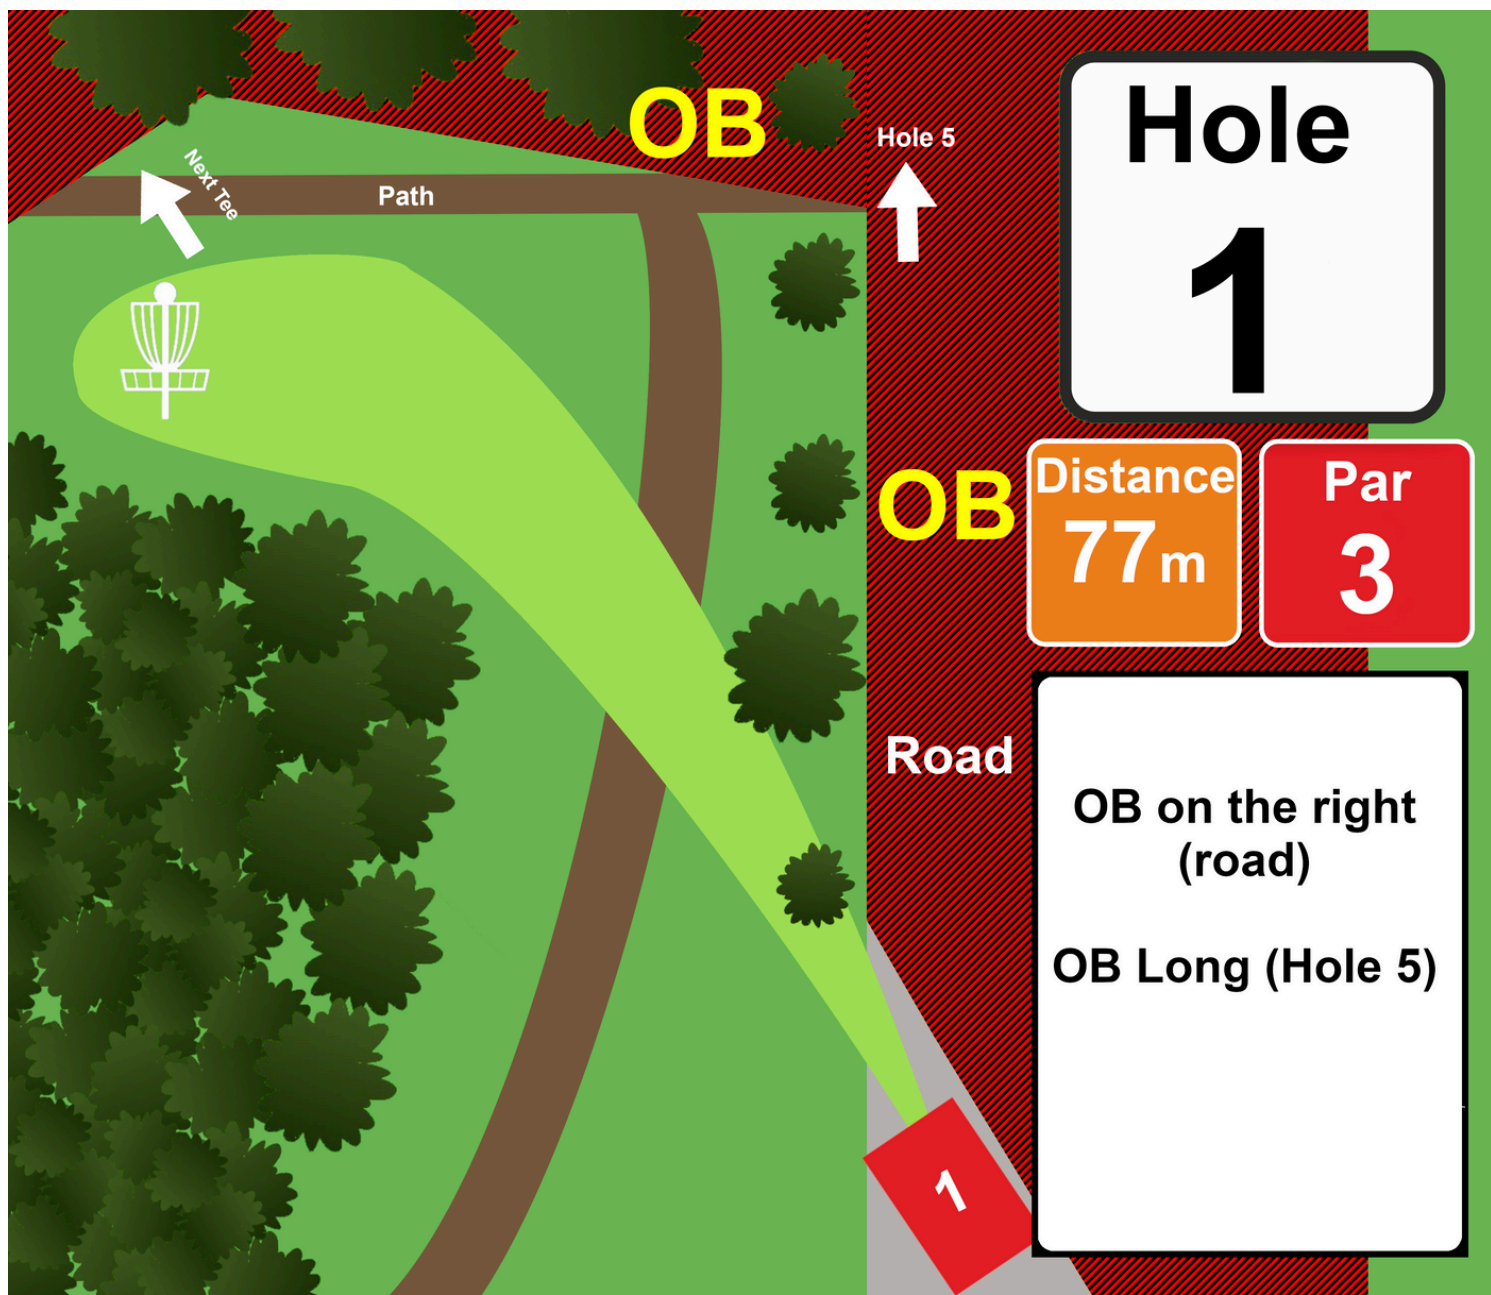 Hole
1
OB
Hole 5
Next Tee
Path
Distance
77m
Par
3
OB
Road
OB on the right
(road)
OB Long (Hole 5)
1